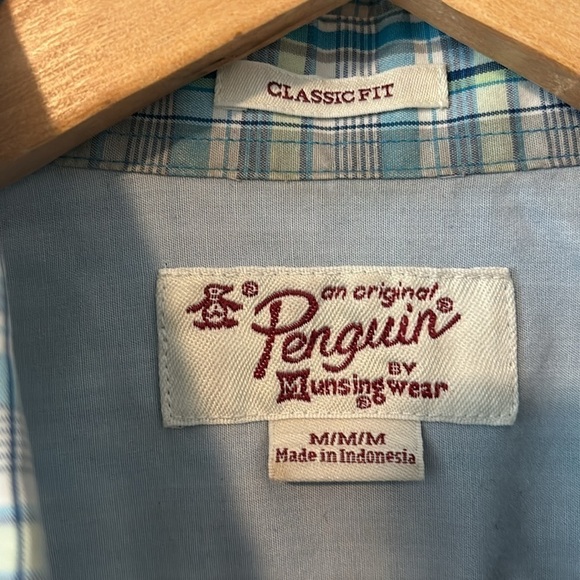 CLASSIC FIT
® an original
Penguin®
BY
Munsingwear
®
M/M/M
Made in Indonesia